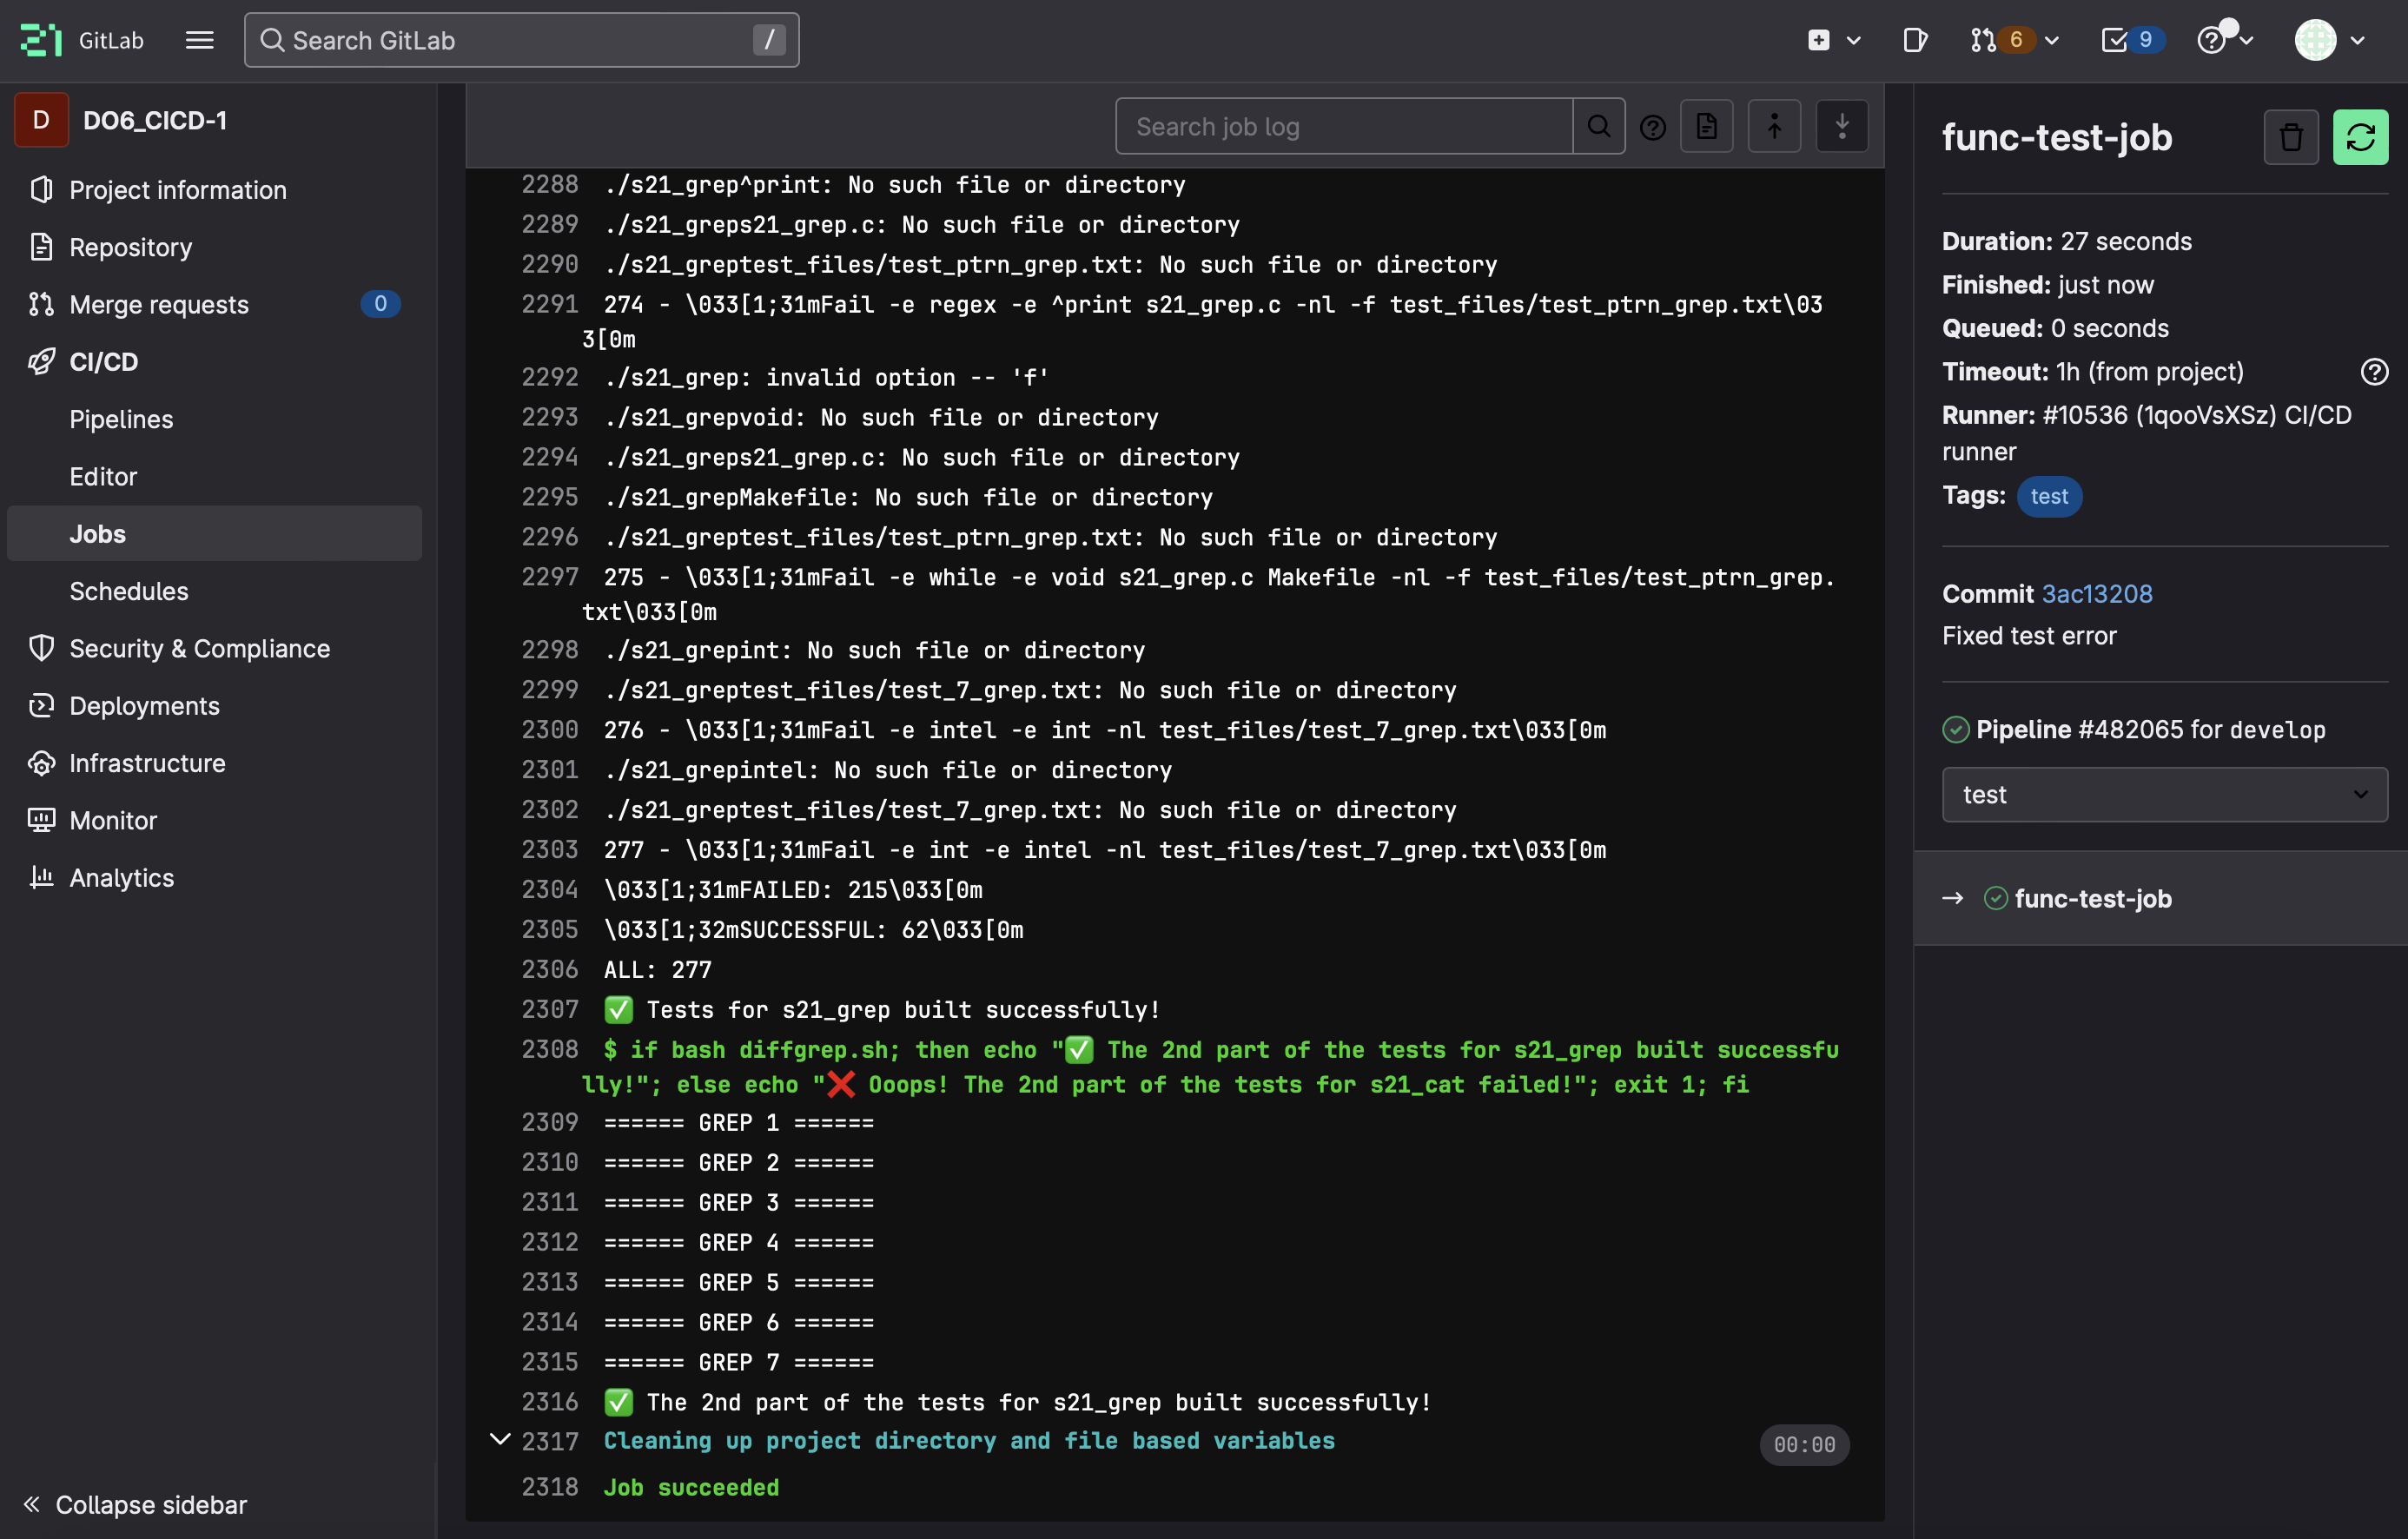 21 GitLab
Search GitLab
/
6
9
D
DO6_CICD-1
Project information
Repository
Merge requests
0
CI/CD
Pipelines
Editor
Jobs
Schedules
Security & Compliance
Deployments
Infrastructure
Monitor
Analytics
Collapse sidebar
Search job log
2288 ./s21_grep^print: No such file or directory
2289 ./s21_greps21_grep.c: No such file or directory
2290 ./s21_greptest_files/test_ptrn_grep.txt: No such file or directory
2291 274 - \033[1;31mFail -e regex -e ^print s21_grep.c -nl -f test_files/test_ptrn_grep.txt\03
3[0m
2292 ./s21_grep: invalid option -- 'f'
2293 ./s21_grepvoid: No such file or directory
2294 ./s21_greps21_grep.c: No such file or directory
2295 ./s21_grepMakefile: No such file or directory
2296 ./s21_greptest_files/test_ptrn_grep.txt: No such file or directory
2297 275 - \033[1;31mFail -e while -e void s21_grep.c Makefile -nl -f test_files/test_ptrn_grep.
txt\033[0m
2298 ./s21_grepint: No such file or directory
2299 ./s21_greptest_files/test_7_grep.txt: No such file or directory
2300 276 - \033[1;31mFail -e intel -e int -nl test_files/test_7_grep.txt\033[0m
2301 ./s21_grepintel: No such file or directory
2302 ./s21_greptest_files/test_7_grep.txt: No such file or directory
2303 277 - \033[1;31mFail -e int -e intel -nl test_files/test_7_grep.txt\033[0m
2304 \033[1;31mFAILED: 215\033[0m
2305 \033[1;32mSUCCESSFUL: 62\033[0m
2306 ALL: 277
2307 ✅ Tests for s21_grep built successfully!
2308 $ if bash diffgrep.sh; then echo "✅ The 2nd part of the tests for s21_grep built successfu
lly!"; else echo "❌ Ooops! The 2nd part of the tests for s21_cat failed!"; exit 1; fi
2309 ====== GREP 1 ======
2310 ====== GREP 2 ======
2311 ====== GREP 3 ======
2312 ====== GREP 4 ======
2313 ====== GREP 5 ======
2314 ====== GREP 6 ======
2315 ====== GREP 7 ======
2316 ✅ The 2nd part of the tests for s21_grep built successfully!
2317 Cleaning up project directory and file based variables
00:00
2318 Job succeeded
func-test-job
Duration: 27 seconds
Finished: just now
Queued: 0 seconds
Timeout: 1h (from project)
Runner: #10536 (1qooVsXSz) CI/CD
runner
Tags: test
Commit 3ac13208
Fixed test error
Pipeline #482065 for develop
test
→ func-test-job